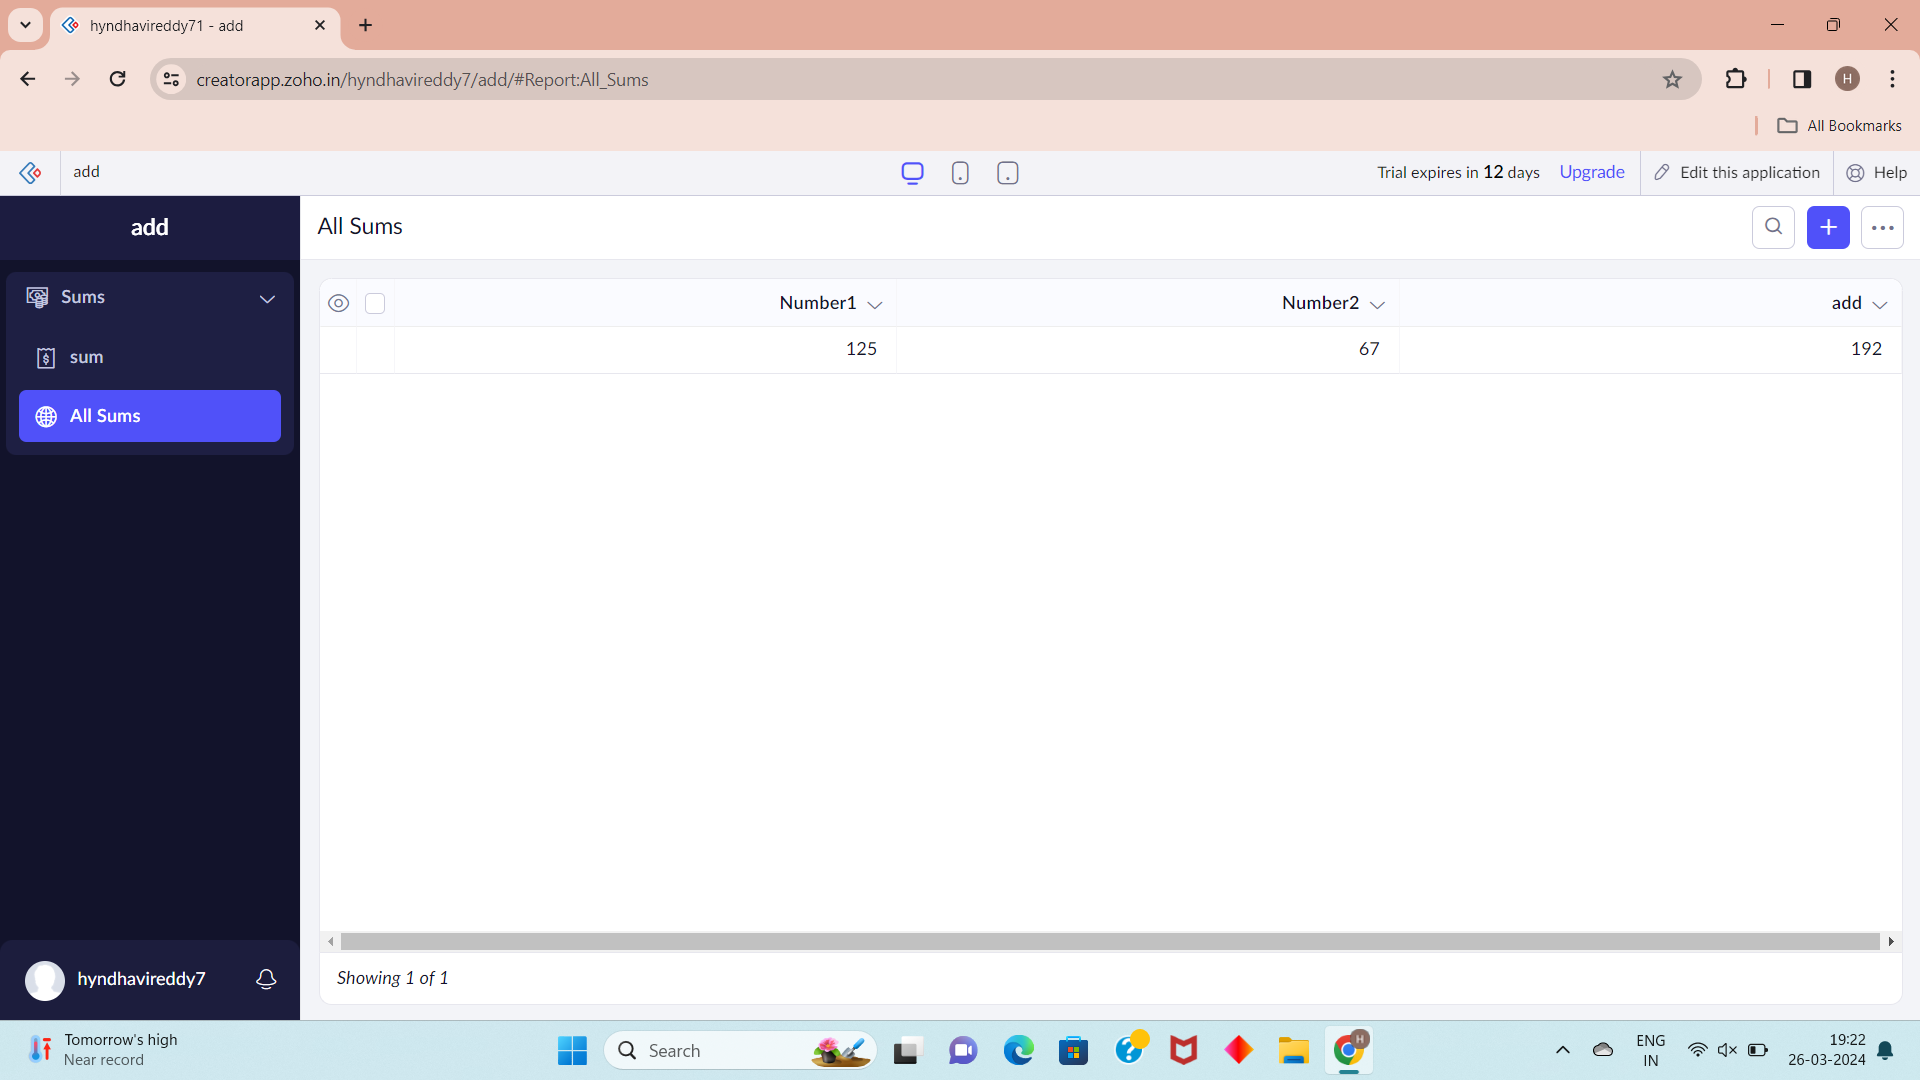 hyndhavireddy71 - add
creatorapp.zoho.in/hyndhavireddy7/add/#Report:All_Sums
H
All Bookmarks
add
Trial expires in 12 days
Upgrade
Edit this application
Help
add
All Sums
Sums
sum
All Sums
Number1
Number2
add
125
67
192
Showing 1 of 1
hyndhavireddy7
Tomorrow's high
Near record
Search
H
ENG
IN
19:22
26-03-2024